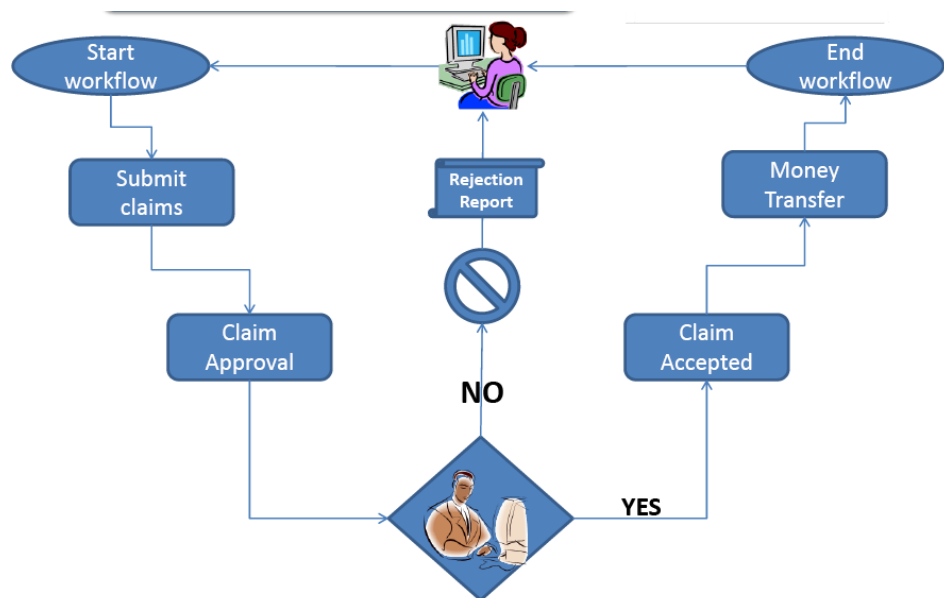 Start
workflow
End
workflow
Submit
claims
Rejection
Report
Money
Transfer
Claim
Approval
Claim
Accepted
NO
YES